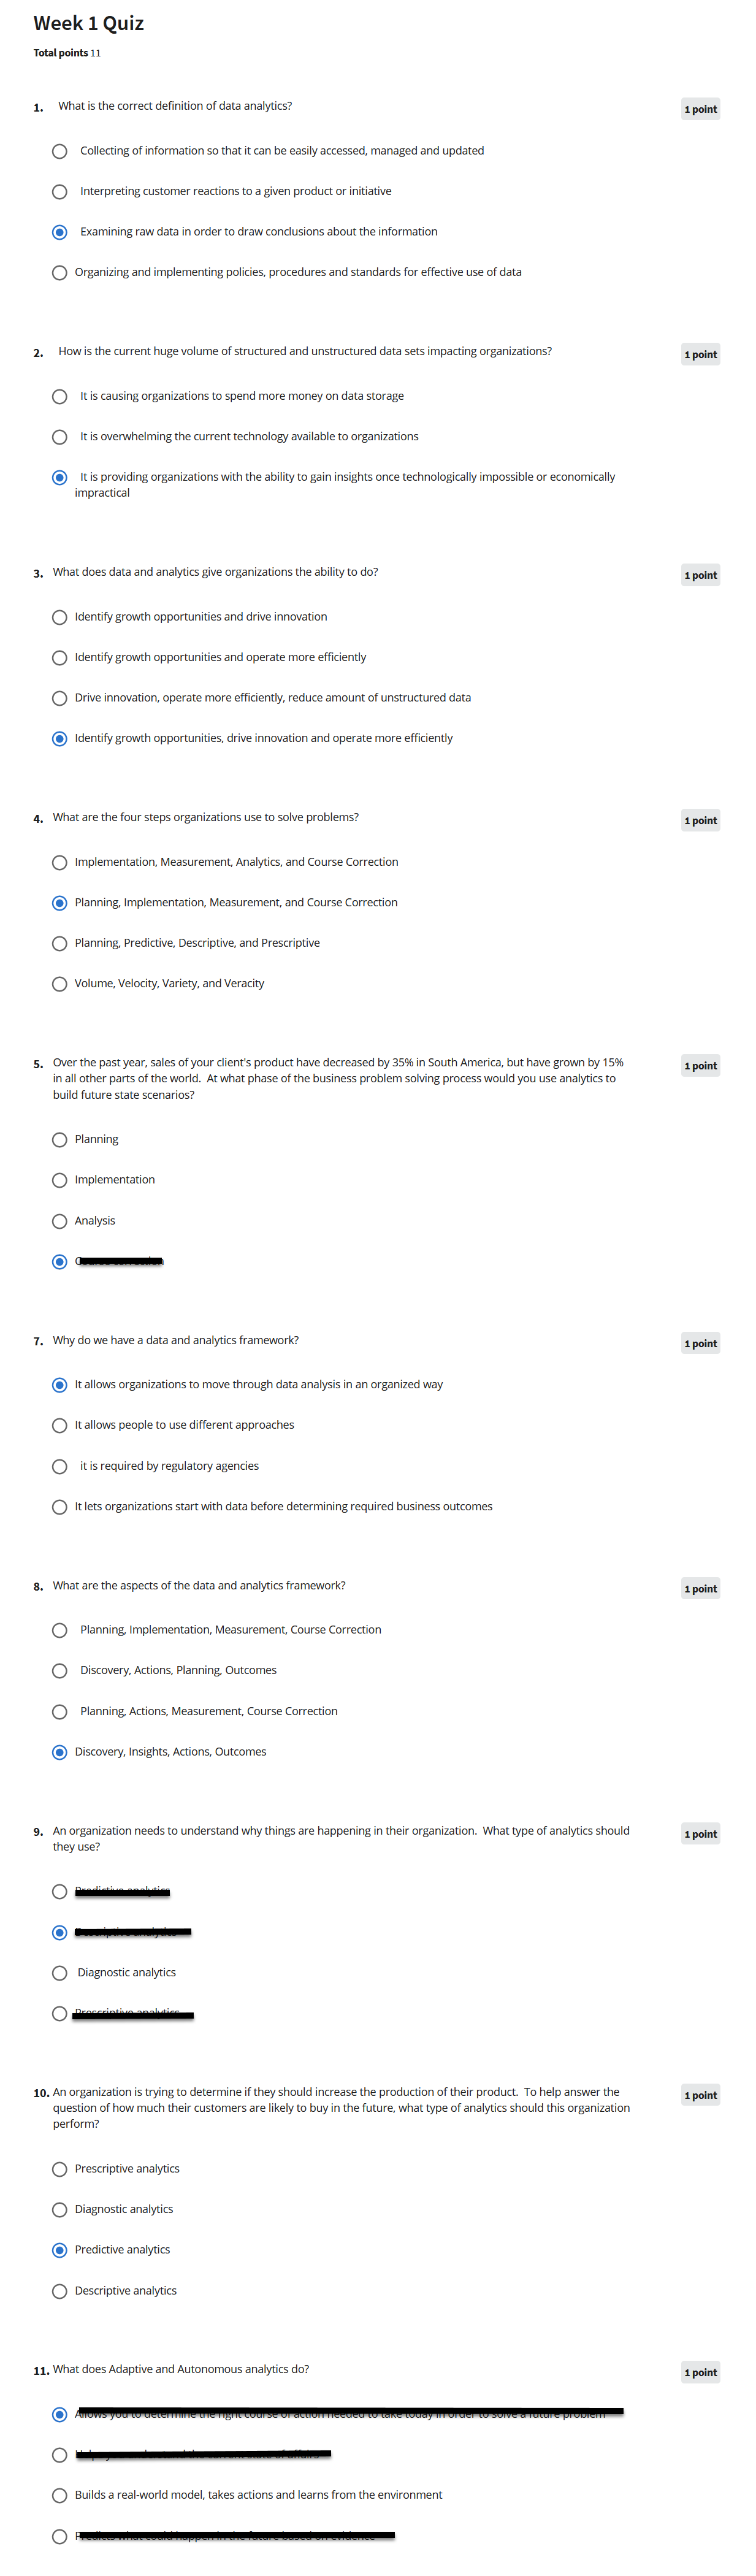 Week 1 Quiz
Total points 11
1. What is the correct definition of data analytics?
1 point
Collecting of information so that it can be easily accessed, managed and updated
Interpreting customer reactions to a given product or initiative
Examining raw data in order to draw conclusions about the information
Organizing and implementing policies, procedures and standards for effective use of data
2. How is the current huge volume of structured and unstructured data sets impacting organizations?
1 point
It is causing organizations to spend more money on data storage
It is overwhelming the current technology available to organizations
It is providing organizations with the ability to gain insights once technologically impossible or economically
impractical
3. What does data and analytics give organizations the ability to do?
1 point
Identify growth opportunities and drive innovation
Identify growth opportunities and operate more efficiently
Drive innovation, operate more efficiently, reduce amount of unstructured data
Identify growth opportunities, drive innovation and operate more efficiently
4. What are the four steps organizations use to solve problems?
1 point
Implementation, Measurement, Analytics, and Course Correction
Planning, Implementation, Measurement, and Course Correction
Planning, Predictive, Descriptive, and Prescriptive
Volume, Velocity, Variety, and Veracity
5. Over the past year, sales of your client's product have decreased by 35% in South America, but have grown by 15%
1 point
in all other parts of the world. At what phase of the business problem solving process would you use analytics to
build future state scenarios?
Planning
Implementation
Analysis
7. Why do we have a data and analytics framework?
1 point
It allows organizations to move through data analysis in an organized way
It allows people to use different approaches
it is required by regulatory agencies
It lets organizations start with data before determining required business outcomes
8. What are the aspects of the data and analytics framework?
1 point
Planning, Implementation, Measurement, Course Correction
Discovery, Actions, Planning, Outcomes
Planning, Actions, Measurement, Course Correction
Discovery, Insights, Actions, Outcomes
9. An organization needs to understand why things are happening in their organization. What type of analytics should
1 point
they use?
Diagnostic analytics
10. An organization is trying to determine if they should increase the production of their product. To help answer the
1 point
question of how much their customers are likely to buy in the future, what type of analytics should this organization
perform?
Prescriptive analytics
Diagnostic analytics
Predictive analytics
Descriptive analytics
11. What does Adaptive and Autonomous analytics do?
1 point
Builds a real-world model, takes actions and learns from the environment